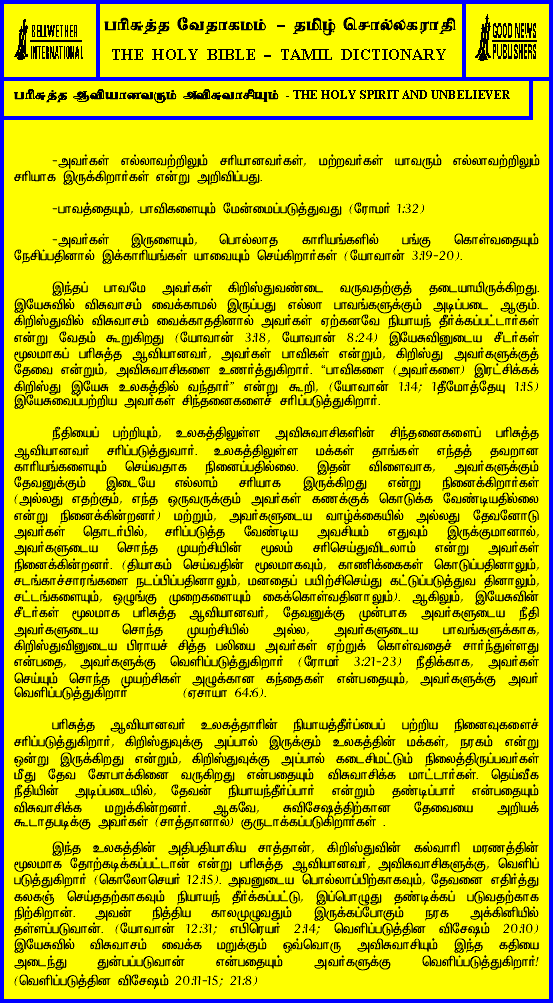 BELLWETHER
INTERNATIONAL
பரிசுத்த வேதாகமம் – தமிழ் சொல்லகராதி
THE HOLY BIBLE – TAMIL DICTIONARY
GOOD NEWS
PUBLISHERS
பரிசுத்த ஆவியானவரும் அவிசுவாசியும் - THE HOLY SPIRIT AND UNBELIEVER
-அவர்கள் எல்லாவற்றிலும் சரியானவர்கள், மற்றவர்கள் யாவரும் எல்லாவற்றிலும்
சரியாக இருக்கிறார்கள் என்று அறிவிப்பது.
-பாவத்தையும், பாவிகளையும் மேன்மைப்படுத்துவது (ரோமர் 1:32)
-அவர்கள் இருளையும், பொல்லாத காரியங்களில் பங்கு கொள்வதையும்
நேசிப்பதினால் இக்காரியங்கள் யாவையும் செய்கிறார்கள் (யோவான் 3:19-20).
இந்தப் பாவமே அவர்கள் கிறிஸ்துவண்டை வருவதற்குத் தடையாயிருக்கிறது.
இயேசுவில் விசுவாசம் வைக்காமல் இருப்பது எல்லா பாவங்களுக்கும் அடிப்படை ஆகும்.
கிறிஸ்துவில் விசுவாசம் வைக்காததினால் அவர்கள் ஏற்கனவே நியாயந் தீர்க்கப்பட்டார்கள்
என்று வேதம் கூறுகிறது (யோவான் 3:18, யோவான் 8:24) இயேசுவினுடைய சீடர்கள்
மூலமாகப் பரிசுத்த ஆவியானவர், அவர்கள் பாவிகள் என்றும், கிறிஸ்து அவர்களுக்குத்
தேவை என்றும், அவிசுவாசிகளை உணர்த்துகிறார். “பாவிகளை (அவர்களை) இரட்சிக்கக்
கிறிஸ்து இயேசு உலகத்தில் வந்தார்” என்று கூறி, (யோவான் 1:14; 1தீமோத்தேயு 1:15)
இயேசுவைப்பற்றிய அவர்கள் சிந்தனைகளைச் சரிப்படுத்துகிறார்.
நீதியைப் பற்றியும், உலகத்திலுள்ள அவிசுவாசிகளின் சிந்தனைகளைப் பரிசுத்த
ஆவியானவர் சரிப்படுத்துவார். உலகத்திலுள்ள மக்கள் தாங்கள் எந்தத் தவறான
காரியங்களையும் செய்வதாக நினைப்பதில்லை. இதன் விளைவாக, அவர்களுக்கும்
தேவனுக்கும் இடையே எல்லாம் சரியாக இருக்கிறது என்று நினைக்கிறார்கள்
(அல்லது எதற்கும், எந்த ஒருவருக்கும் அவர்கள் கணக்குக் கொடுக்க வேண்டியதில்லை
என்று நினைக்கின்றனர்) மற்றும், அவர்களுடைய வாழ்க்கையில் அல்லது தேவனோடு
அவர்கள் தொடர்பில், சரிப்படுத்த வேண்டிய அவசியம் எதுவும் இருக்குமானால்,
அவர்களுடைய சொந்த முயற்சியின் மூலம் சரிசெய்துவிடலாம் என்று அவர்கள்
நினைக்கின்றனர். (தியாகம் செய்வதின் மூலமாகவும், காணிக்கைகள் கொடுப்பதினாலும்,
சடங்காச்சாரங்களை நடப்பிப்பதினாலும், மனதைப் பயிற்சிசெய்து கட்டுப்படுத்துவ தினாலும்,
சட்டங்களையும், ஒழுங்கு முறைகளையும் கைக்கொள்வதினாலும்). ஆகிலும், இயேசுவின்
சீடர்கள் மூலமாக பரிசுத்த ஆவியானவர், தேவனுக்கு முன்பாக அவர்களுடைய நீதி
அவர்களுடைய சொந்த முயற்சியில் அல்ல, அவர்களுடைய பாவங்களுக்காக,
கிறிஸ்துவினுடைய பிராயச் சித்த பலியை அவர்கள் ஏற்றுக் கொள்வதைச் சார்ந்துள்ளது
என்பதை, அவர்களுக்கு வெளிப்படுத்துகிறார் (ரோமர் 3:21-23) நீதிக்காக, அவர்கள்
செய்யும் சொந்த முயற்சிகள் அழுக்கான கந்தைகள் என்பதையும், அவர்களுக்கு அவர்
வெளிப்படுத்துகிறார் (ஏசாயா 64:6).
பரிசுத்த ஆவியானவர் உலகத்தாரின் நியாயத்தீர்ப்பைப் பற்றிய நினைவுகளைச்
சரிப்படுத்துகிறார், கிறிஸ்துவுக்கு அப்பால் இருக்கும் உலகத்தின் மக்கள், நரகம் என்று
ஒன்று இருக்கிறது என்றும், கிறிஸ்துவுக்கு அப்பால் கடைசிமட்டும் நிலைத்திருப்பவர்கள்
மீது தேவ கோபாக்கினை வருகிறது என்பதையும் விசுவாசிக்க மாட்டார்கள். தெய்வீக
நீதியின் அடிப்படையில், தேவன் நியாயந்தீர்ப்பார் என்றும் தண்டிப்பார் என்பதையும்
விசுவாசிக்க மறுக்கின்றனர். ஆகவே, சுவிசேஷத்திற்கான தேவையை அறியக்
கூடாதபடிக்கு அவர்கள் (சாத்தானால்) குருடாக்கப்படுகிறார்கள் .
இந்த உலகத்தின் அதிபதியாகிய சாத்தான், கிறிஸ்துவின் கல்வாரி மரணத்தின்
மூலமாக தோற்கடிக்கப்பட்டான் என்று பரிசுத்த ஆவியானவர், அவிசுவாசிகளுக்கு, வெளிப்
படுத்துகிறார் (கொலோசெயர் 12:15). அவனுடைய பொல்லாப்பிற்காகவும், தேவனை எதிர்த்து
கலகஞ் செய்ததற்காகவும் நியாயந் தீர்க்கப்பட்டு, இப்பொழுது தண்டிக்கப் படுவதற்காக
நிற்கிறான். அவன் நித்திய காலமுழுவதும் இருக்கப்போகும் நரக அக்கினியில்
தள்ளப்படுவான். (யோவான் 12:31; எபிரெயர் 2:14; வெளிப்படுத்தின விசேஷம் 20:10)
இயேசுவில் விசுவாசம் வைக்க மறுக்கும் ஒவ்வொரு அவிசுவாசியும் இந்த கதியை
அடைந்து துன்பப்படுவான் என்பதையும் அவர்களுக்கு வெளிப்படுத்துகிறார்!
(வெளிப்படுத்தின விசேஷம் 20:11-15; 21:8)